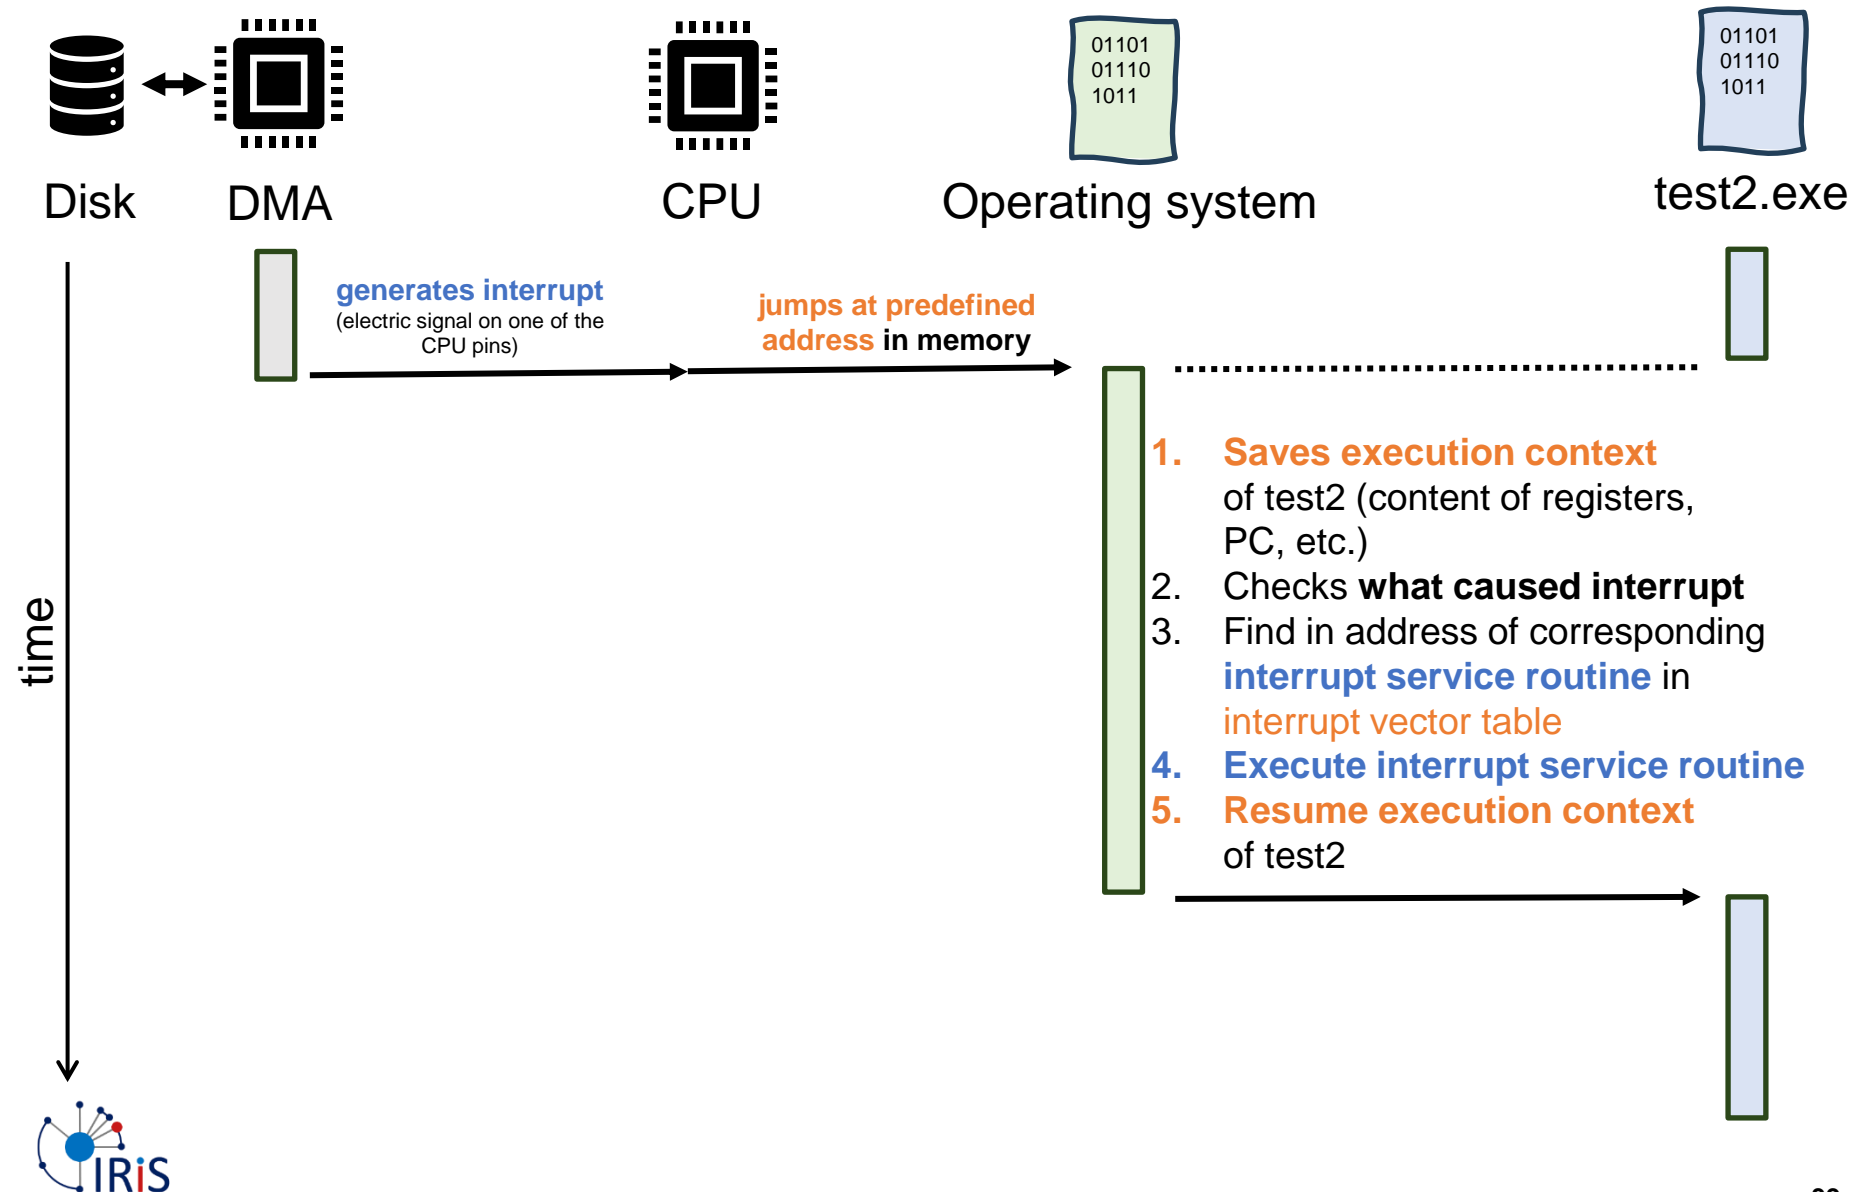 01101
01110
1011
01101
01110
1011
Disk
DMA
CPU
Operating system
test2.exe
generates interrupt
(electric signal on one of the
CPU pins)
jumps at predefined
address in memory
1. Saves execution context
of test2 (content of registers,
PC, etc.)
2. Checks what caused interrupt
3. Find in address of corresponding
interrupt service routine in
interrupt vector table
4. Execute interrupt service routine
5. Resume execution context
of test2
time
IRiS